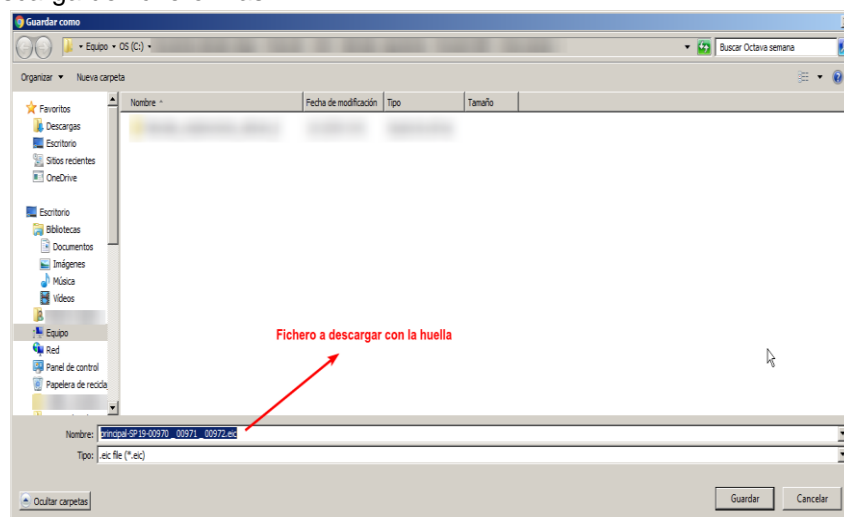 Guardar como
Equipo OS (C:)
Buscar Octava semana
Organizar Nueva carpeta
Favoritos
Descargas
Escritorio
Sitios recientes
OneDrive
Escritorio
Bibliotecas
Documentos
Imágenes
Música
Vídeos
Equipo
Red
Panel de control
Papelera de recicla
Nombre Fecha de modificación Tipo Tamaño
Fichero a descargar con la huella
Nombre: principal-SP19-00970_00971_00972.eic
Tipo: .eic file (*.eic)
Ocultar carpetas
Guardar Cancelar